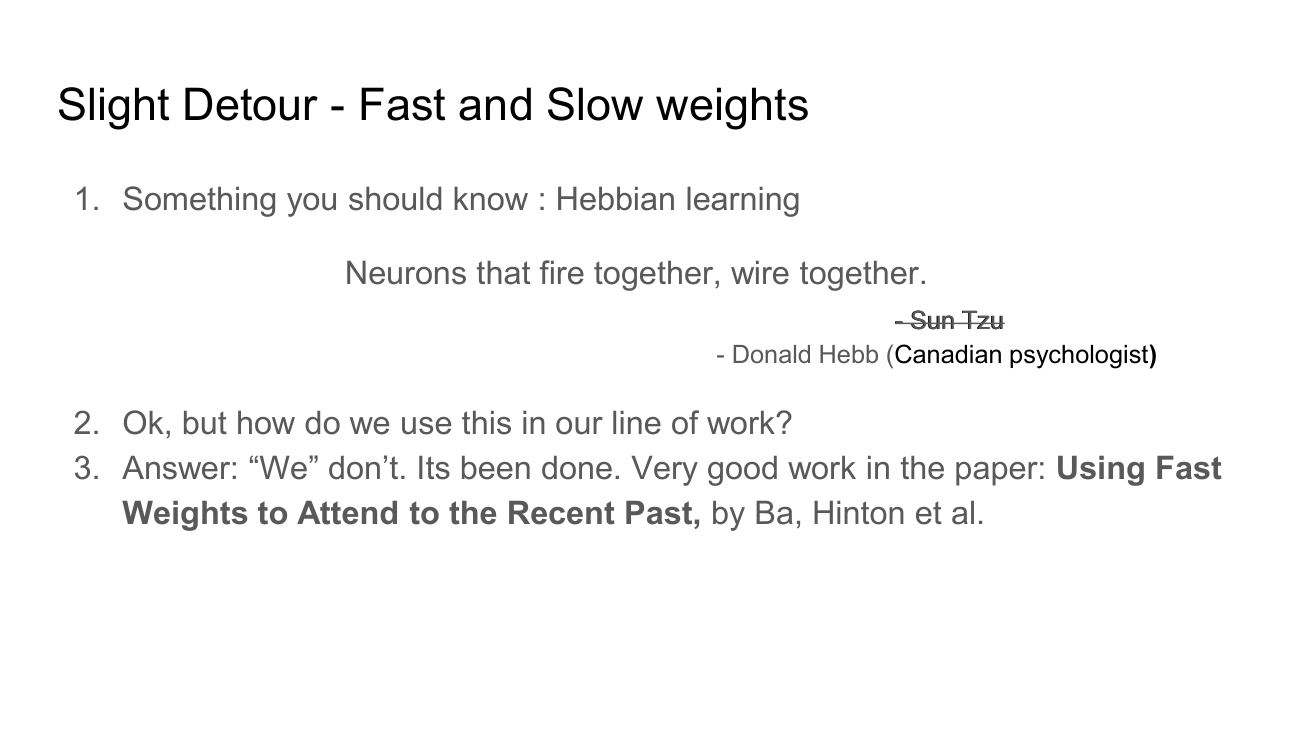 Slight Detour - Fast and Slow weights
1. Something you should know : Hebbian learning
Neurons that fire together, wire together.
- Sun Tzu
- Donald Hebb (Canadian psychologist)
2. Ok, but how do we use this in our line of work?
3. Answer: “We” don’t. Its been done. Very good work in the paper: Using Fast
Weights to Attend to the Recent Past, by Ba, Hinton et al.